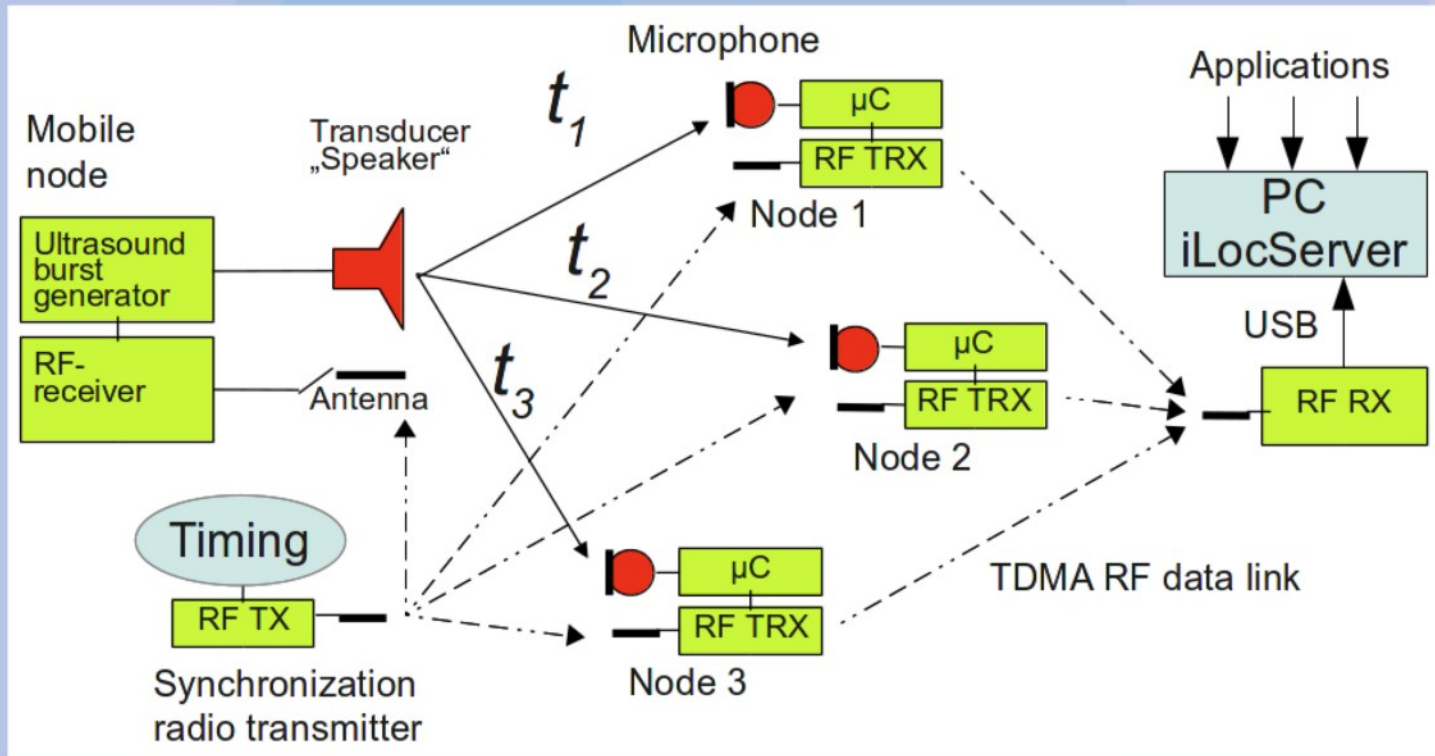 Mobile
node
Ultrasound
burst
generator
RF-
receiver
Transducer
„Speaker“
Antenna
Timing
RF TX
Synchronization
radio transmitter
t1
t2
t3
Microphone
µC
RF TRX
Node 1
µC
RF TRX
Node 2
µC
RF TRX
Node 3
TDMA RF data link
Applications
PC
iLocServer
USB
RF RX